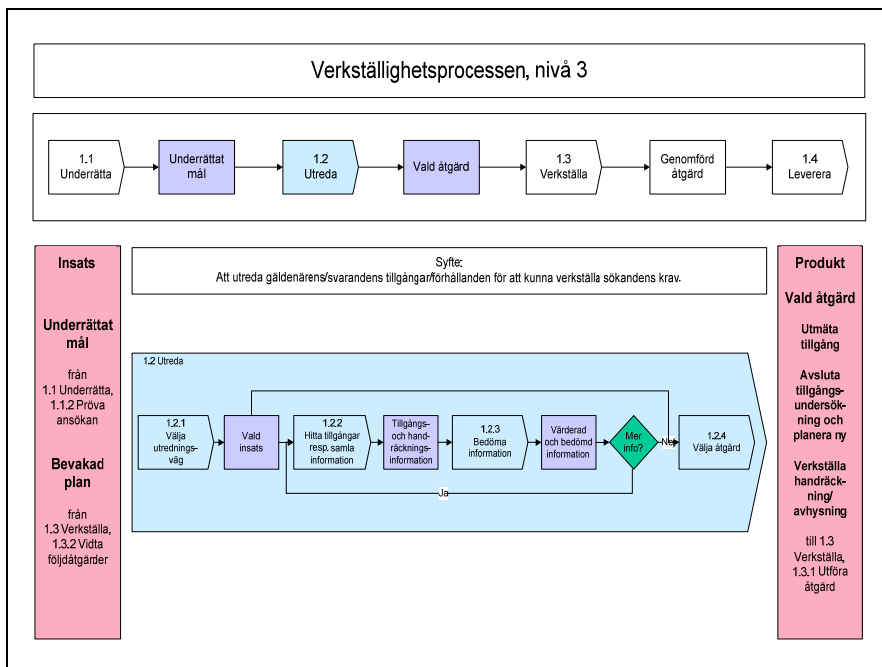 Verkställighetsprocessen, nivå 3
1.1
Underrätta
Underrättat
mål
1.2
Utreda
Vald åtgärd
1.3
Verkställa
Genomförd
åtgärd
1.4
Leverera
Insats
Underrättat
mål
från
1.1 Underrätta,
1.1.2 Pröva
ansökan
Bevakad
plan
från
1.3 Verkställa,
1.3.2 Vidta
följdåtgärder
Syfte:
Att utreda gäldenärens/svarandens tillgångar/förhållanden för att kunna verkställa sökandens krav.
1.2 Utreda
1.2.1
Välja
utrednings-
väg
Vald
insats
1.2.2
Hitta tillgångar
resp. samla
information
Tillgångs-
och hand-
räcknings-
information
1.2.3
Bedöma
information
Värderad
och bedömd
information
Mer
info?
Nej
1.2.4
Välja åtgärd
Ja
Produkt
Vald åtgärd
Utmäta
tillgång
Avsluta
tillgångs-
undersök-
ning och
planera ny
Verkställa
handräck-
ning/
avhysning
till 1.3
Verkställa,
1.3.1 Utföra
åtgärd